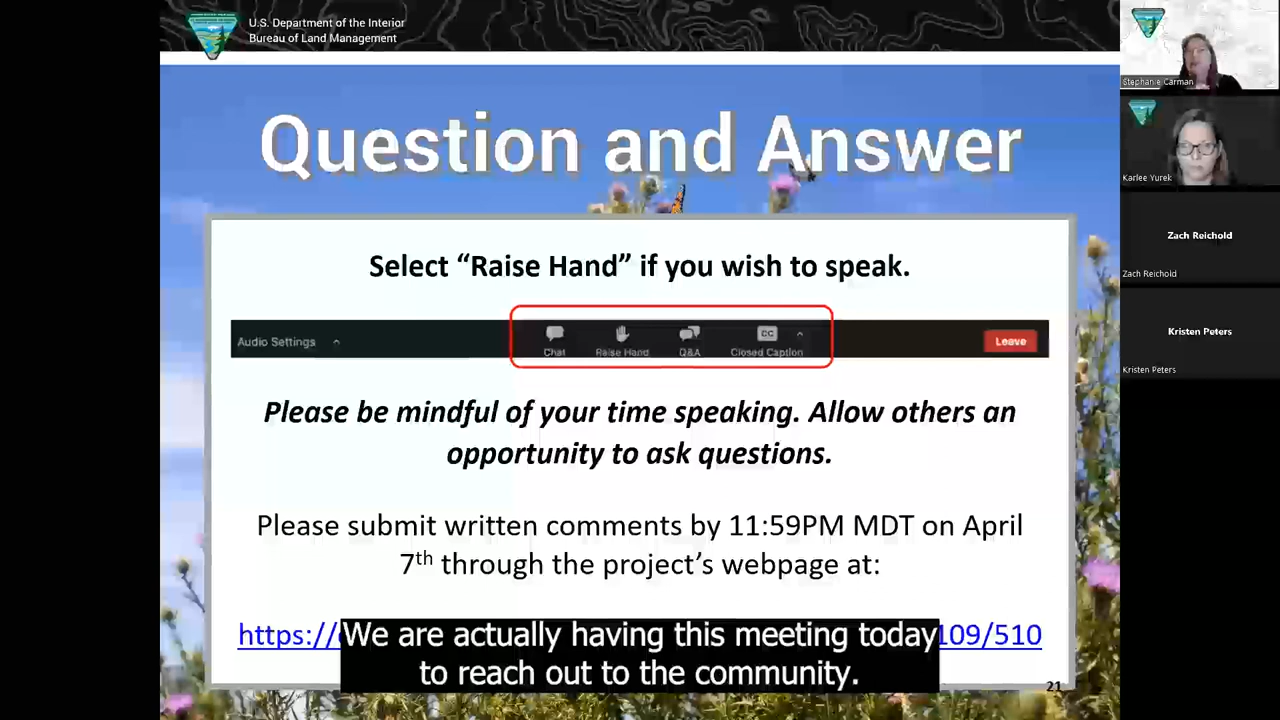 U.S. Department of the Interior
Bureau of Land Management
Question and Answer
Select “Raise Hand” if you wish to speak.
Audio Settings
Chat
Raise Hand
Q&A
CC
Closed Caption
Leave
Please be mindful of your time speaking. Allow others an
opportunity to ask questions.
Please submit written comments by 11:59PM MDT on April
7th through the project’s webpage at:
https://
109/510
We are actually having this meeting today
to reach out to the community.
21
Stephanie Carman
Karlee Yurek
Zach Reichold
Zach Reichold
Kristen Peters
Kristen Peters